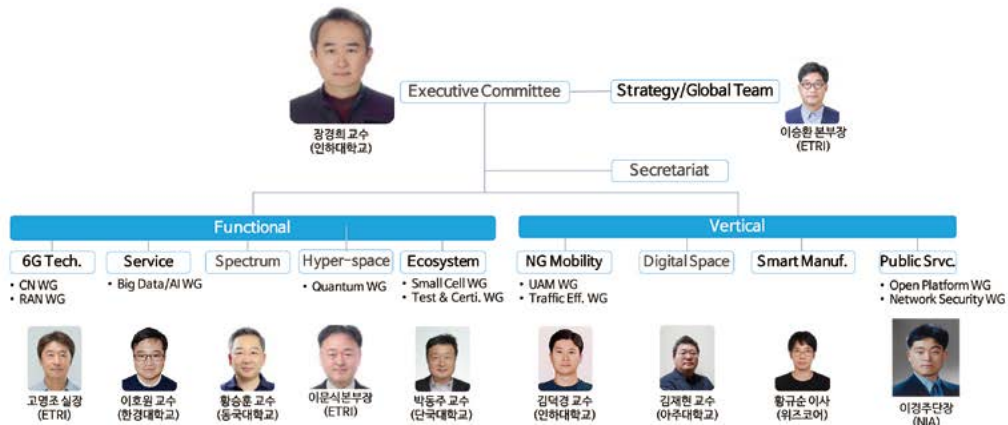 Executive Committee
Strategy/Global Team
장경희 교수
(인하대학교)
이승환 본부장
(ETRI)
Secretariat
Functional
Vertical
6G Tech.
Service
Spectrum
Hyper-space
Ecosystem
NG Mobility
Digital Space
Smart Manuf.
Public Srvc.
• CN WG
• RAN WG
• Big Data/AI WG
• Quantum WG
• Small Cell WG
• Test & Certi. WG
• UAM WG
• Traffic Eff. WG
• Open Platform WG
• Network Security WG
고영조 실장
(ETRI)
이호원 교수
(한경대학교)
황승훈 교수
(동국대학교)
이문식본부장
(ETRI)
박동주 교수
(단국대학교)
김덕경 교수
(인하대학교)
김재현 교수
(아주대학교)
황규순 이사
(위즈코어)
이경주단장
(NIA)